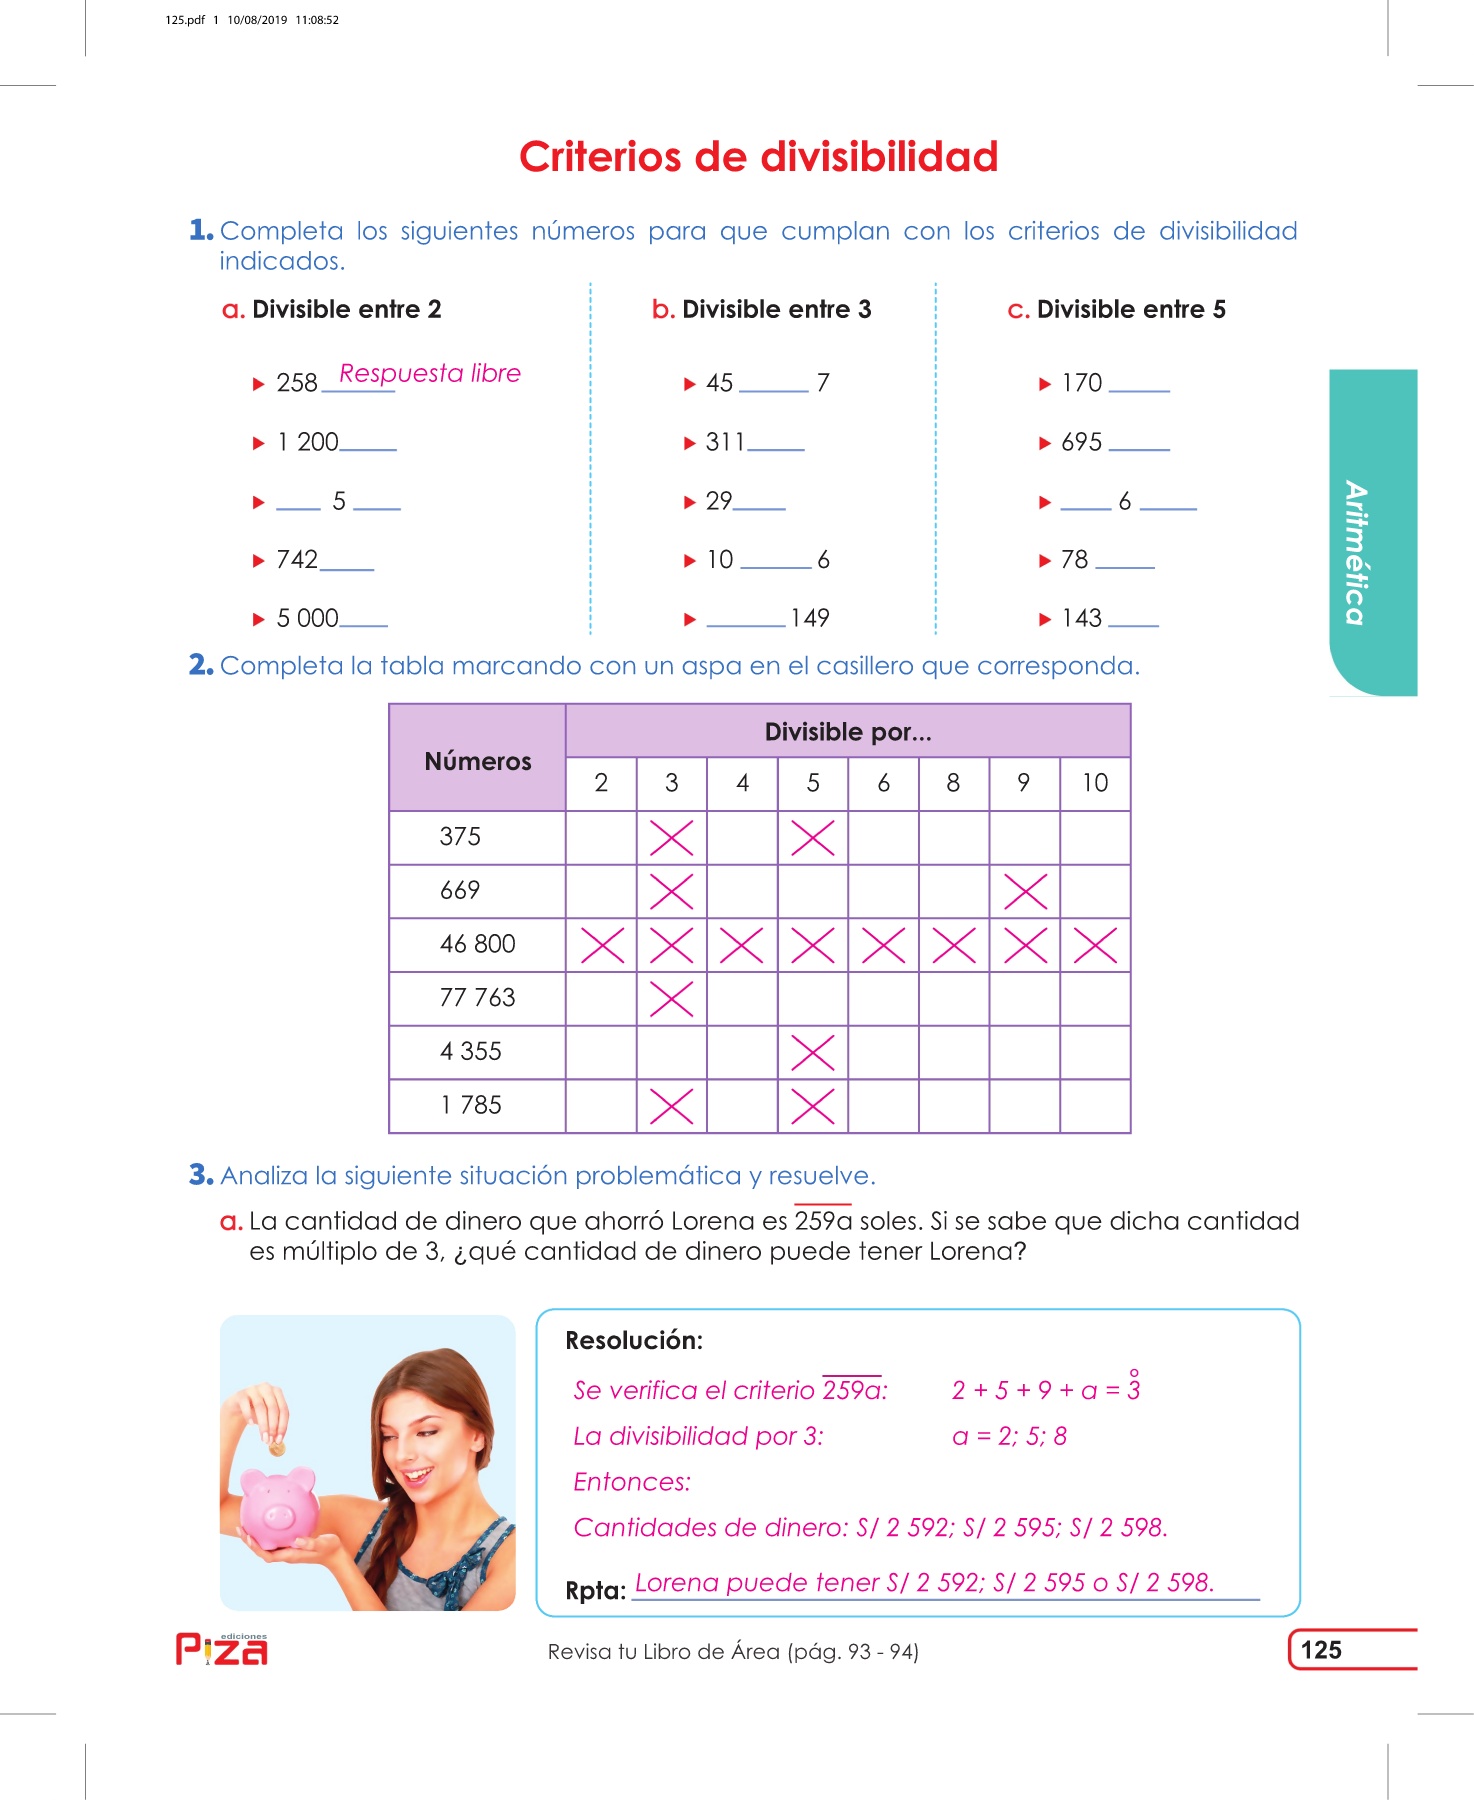 125.pdf 1 10/08/2019 11:08:52
Criterios de divisibilidad
1. Completa los siguientes números para que cumplan con los criterios de divisibilidad
indicados.
a. Divisible entre 2
258 ______ Respuesta libre
1 200____
____ 5 ____
742____
5 000____
b. Divisible entre 3
45 _____ 7
311____
29____
10 _____ 6
______ 149
c. Divisible entre 5
170 ____
695 ____
____ 6 ____
78 ____
143 ____
Aritmética
2. Completa la tabla marcando con un aspa en el casillero que corresponda.
Números Divisible por...
2 3 4 5 6 8 9 10
375 X X
669 X X
46 800 X X X X X X X X
77 763 X
4 355 X
1 785 X X
3. Analiza la siguiente situación problemática y resuelve.
a. La cantidad de dinero que ahorró Lorena es 259a soles. Si se sabe que dicha cantidad
es múltiplo de 3, ¿qué cantidad de dinero puede tener Lorena?
Resolución:
Se verifica el criterio 259a: 2 + 5 + 9 + a = 3°
La divisibilidad por 3: a = 2; 5; 8
Entonces:
Cantidades de dinero: S/ 2 592; S/ 2 595; S/ 2 598.
Rpta: Lorena puede tener S/ 2 592; S/ 2 595 o S/ 2 598.
ediciones
Piza
Revisa tu Libro de Área (pág. 93 - 94)
125